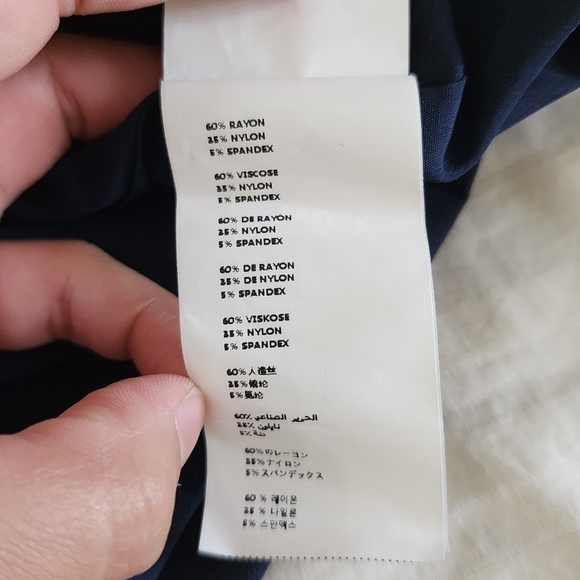 60% RAYON
35% NYLON
5% SPANDEX
60% VISCOSE
35% NYLON
5% SPANDEX
60% DE RAYON
35% NYLON
5% SPANDEX
60% DE RAYON
35% DE NYLON
5% SPANDEX
60% VISKOSE
35% NYLON
5% SPANDEX
60%人造丝
35%锦纶
5%氨纶
60٪ الحرير الصناعي
35٪ نايلون
60%のレーヨン
35%ナイロン
5%スパンデックス
60 % 레이온
35 % 나일론
5% 스판덱스